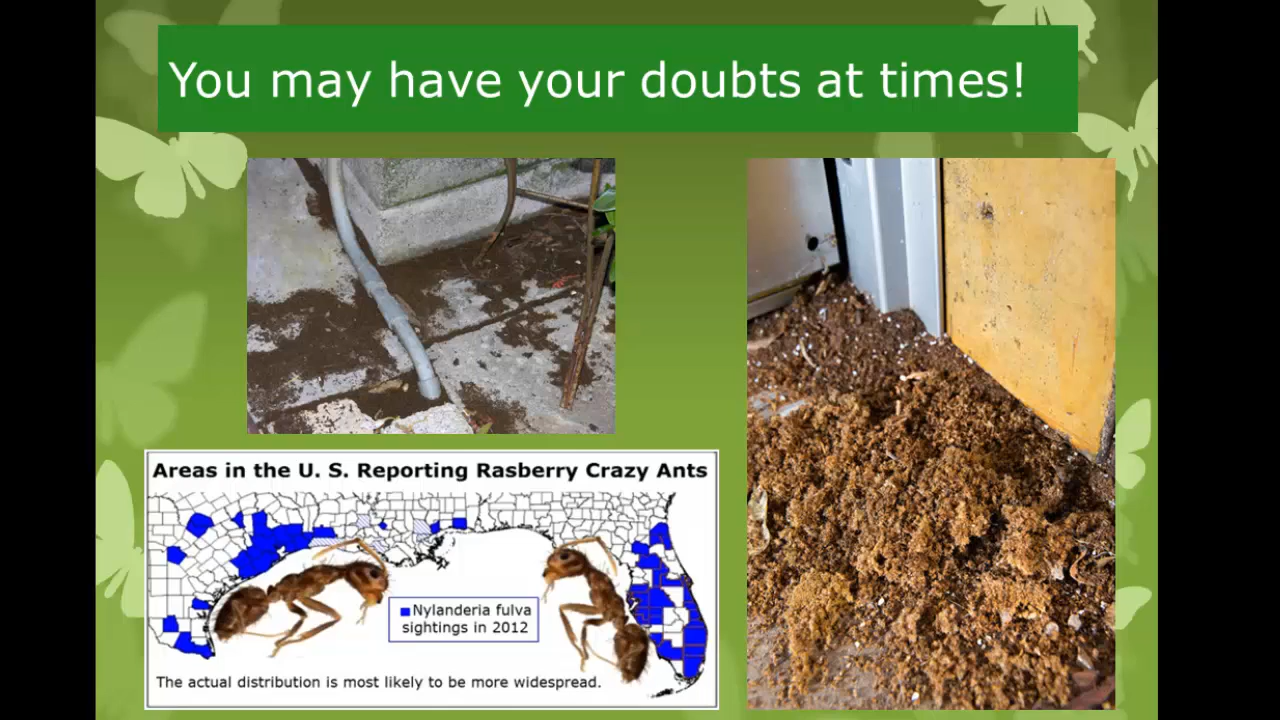 You may have your doubts at times!
Areas in the U. S. Reporting Rasberry Crazy Ants
Nylanderia fulva
sightings in 2012
The actual distribution is most likely to be more widespread.